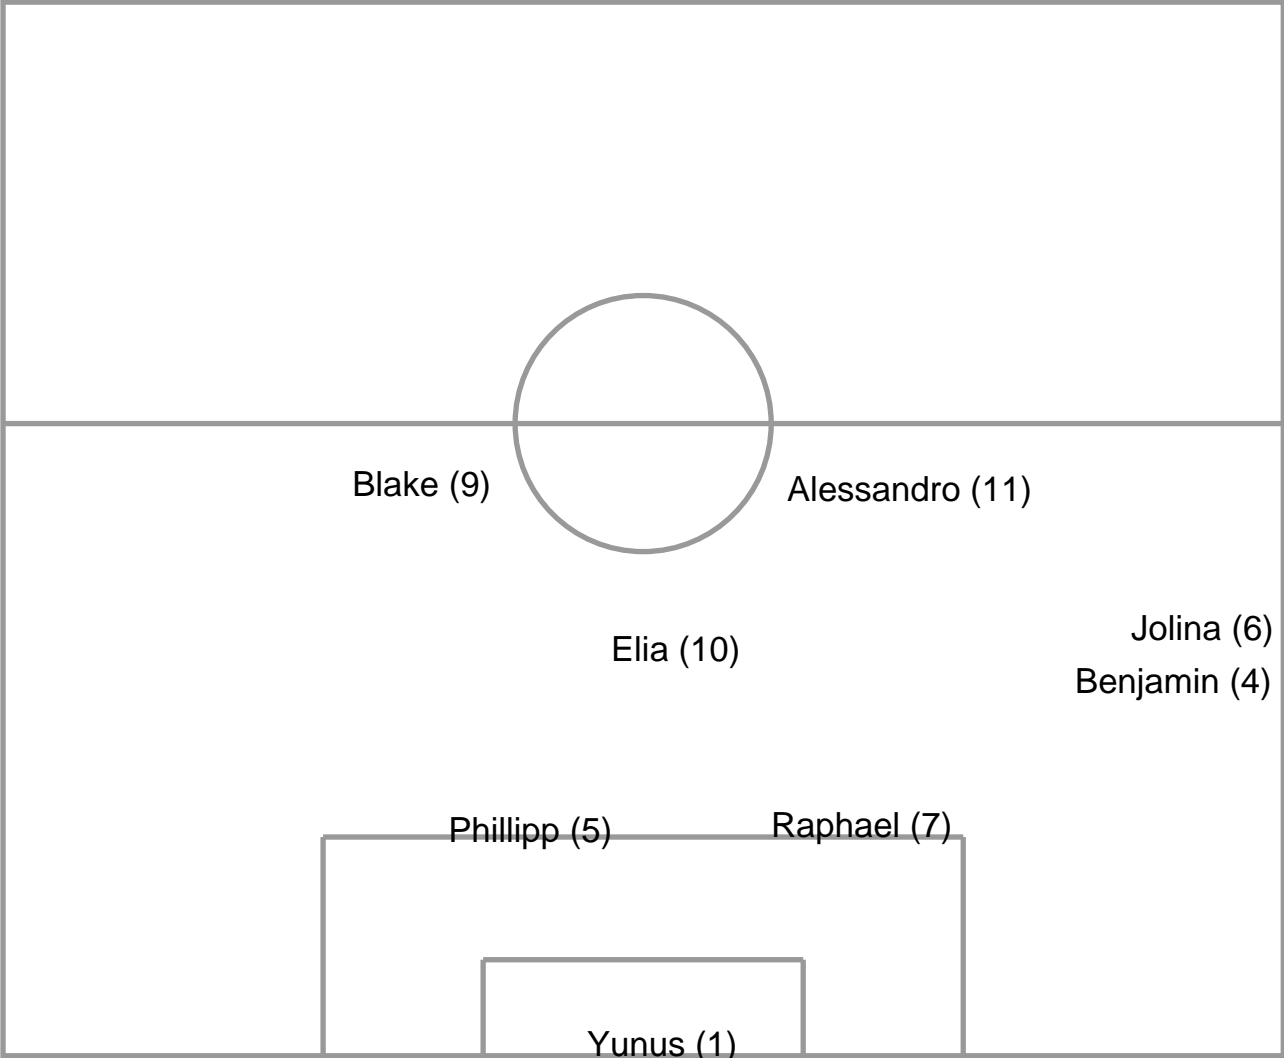 Blake (9)
Alessandro (11)
Jolina (6)
Elia (10)
Benjamin (4)
Raphael (7)
Phillipp (5)
Yunus (1)